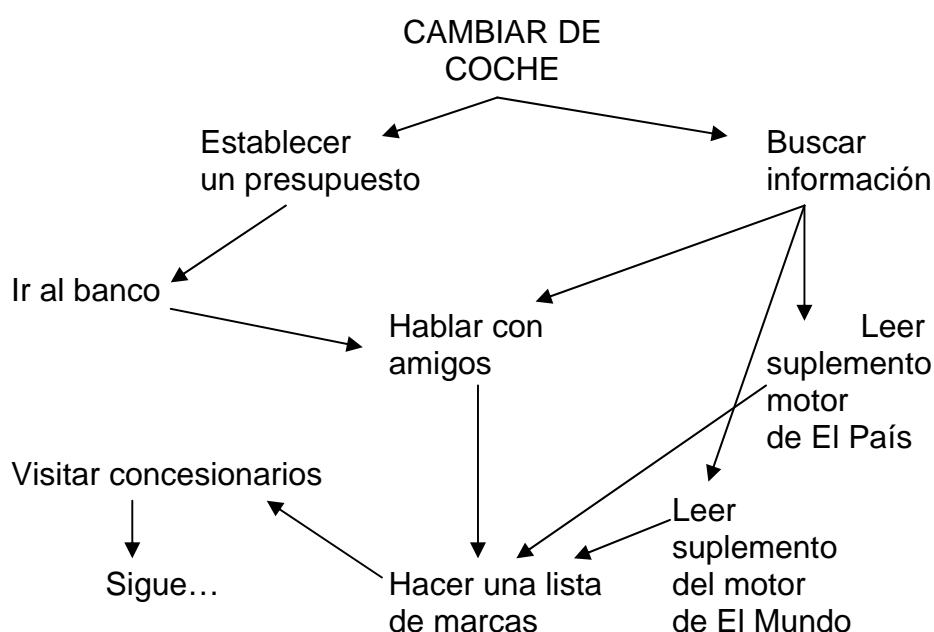 CAMBIAR DE
COCHE
Establecer
un presupuesto
Buscar
información
Ir al banco
Hablar con
amigos
Leer
suplemento
motor
de El País
Visitar concesionarios
Leer
suplemento
del motor
de El Mundo
Sigue…
Hacer una lista
de marcas